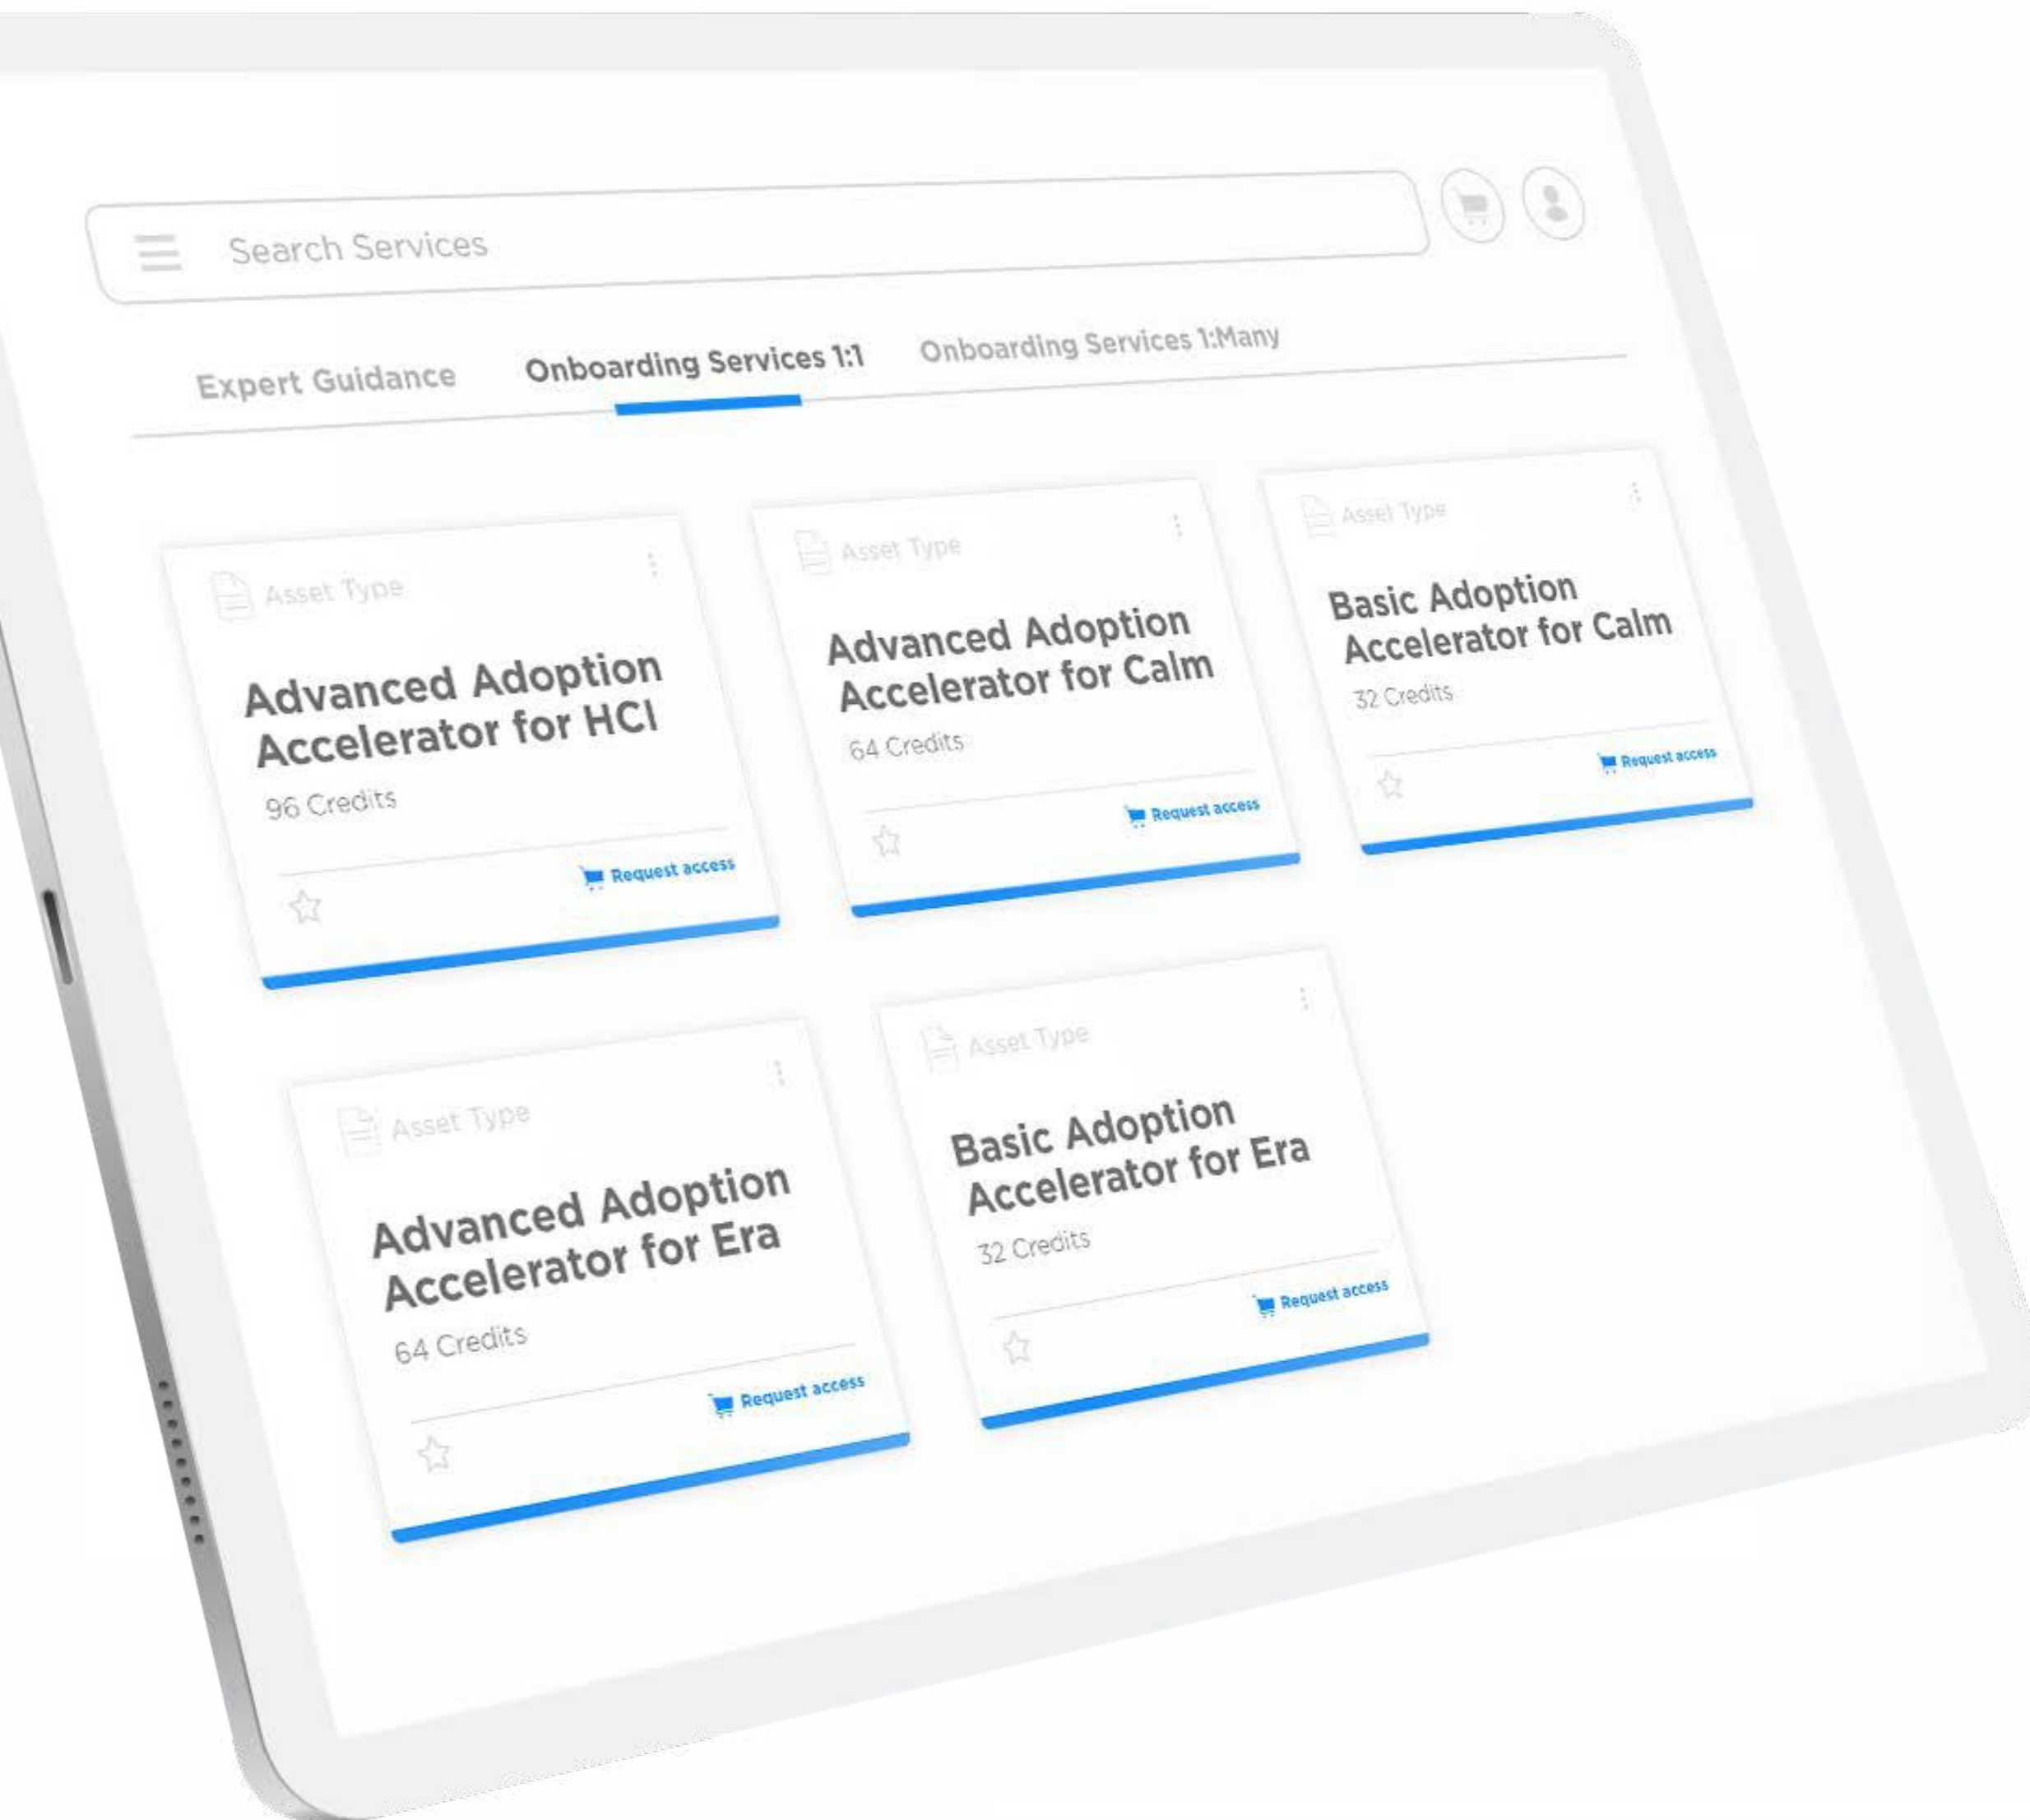 Search Services
Expert Guidance
Onboarding Services 1:1
Onboarding Services 1:Many
Asset Type
Advanced Adoption
Accelerator for HCI
96 Credits
Request access
Asset Type
Advanced Adoption
Accelerator for Calm
64 Credits
Request access
Asset Type
Basic Adoption
Accelerator for Calm
32 Credits
Request access
Asset Type
Advanced Adoption
Accelerator for Era
64 Credits
Request access
Asset Type
Basic Adoption
Accelerator for Era
32 Credits
Request access